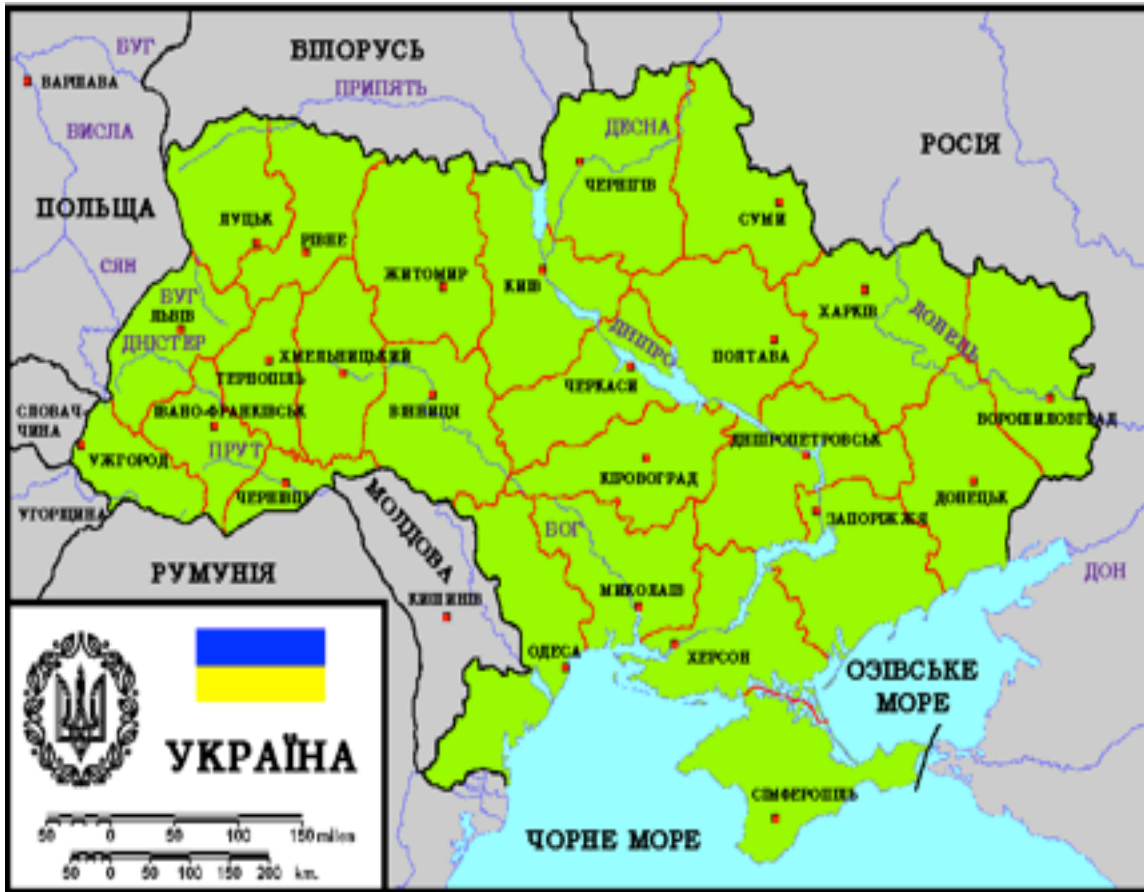 БУГ
ВАРШАВА
ВИСЛА
ПОЛЬЩА
СЯН
БІЛОРУСЬ
ПРИПЯТЬ
ДЕСНА
РОСІЯ
ЧЕРНІГІВ
СУМИ
ЛУЦЬК
РІВНЕ
ЖИТОМИР
КИЇВ
ХАРКІВ
ДОНЕЦЬ
БУГ
ЛЬВІВ
ДНІСТЕР
ДНІПРО
ПОЛТАВА
ХМЕЛЬНИЦЬКИЙ
ТЕРНОПІЛЬ
ЧЕРКАСИ
ВІННИЦЯ
ІВАНО-ФРАНКІВСЬК
ВОРОШИЛОВГРАД
СЛОВАЧ-
ЧИНА
ДНІПРОПЕТРОВСЬК
ПРУТ
УЖГОРОД
КІРОВОГРАД
ЧЕРНІВЦІ
ДОНЕЦЬК
УГОРЩИНА
ЗАПОРІЖЖЯ
МОЛДОВА
БОГ
РУМУНІЯ
ДОН
КИШИНІВ
МИКОЛАЇВ
ОДЕСА
ХЕРСОН
ОЗІВСЬКЕ
МОРЕ
СІМФЕРОПІЛЬ
ЧОРНЕ МОРЕ
УКРАЇНА
50 0 50 100 150 miles
50 0 50 100 150 200 km.